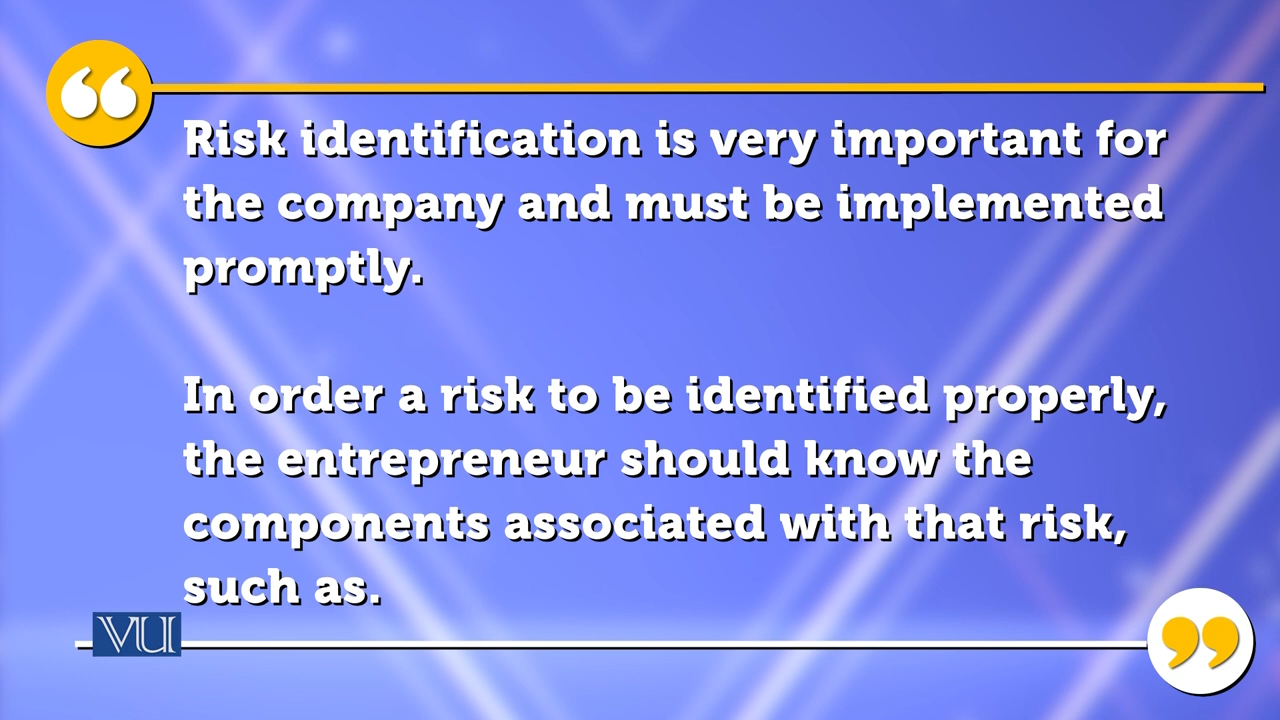 Risk identification is very important for
the company and must be implemented
promptly.
In order a risk to be identified properly,
the entrepreneur should know the
components associated with that risk,
such as.
VU